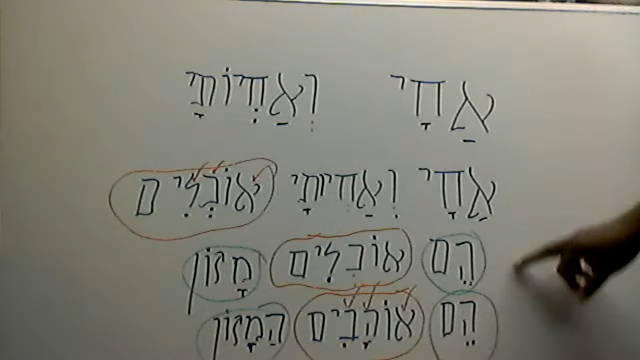 אַחָי וְאַחְיוֹתָי
אַחָי וְאַחְיוֹתָי אוֹכְלִים
הֵם אוֹכְלִים מָזוֹן
הֵם אוֹהָבִים הַמָזוֹן